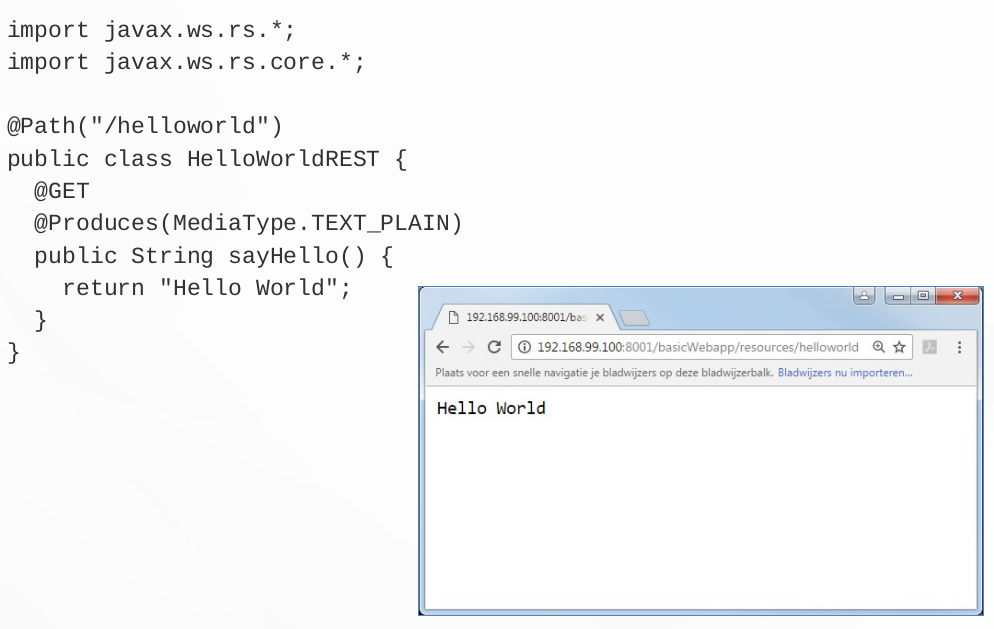 import javax.ws.rs.*;
import javax.ws.rs.core.*;
@Path("/helloworld")
public class HelloWorldREST {
@GET
@Produces(MediaType.TEXT_PLAIN)
public String sayHello() {
return "Hello World";
}
}
192.168.99.100:8001/bas
192.168.99.100:8001/basicWebapp/resources/helloworld
Plaats voor een snelle navigatie je bladwijzers op deze bladwijzerbalk. Bladwijzers nu importeren...
Hello World